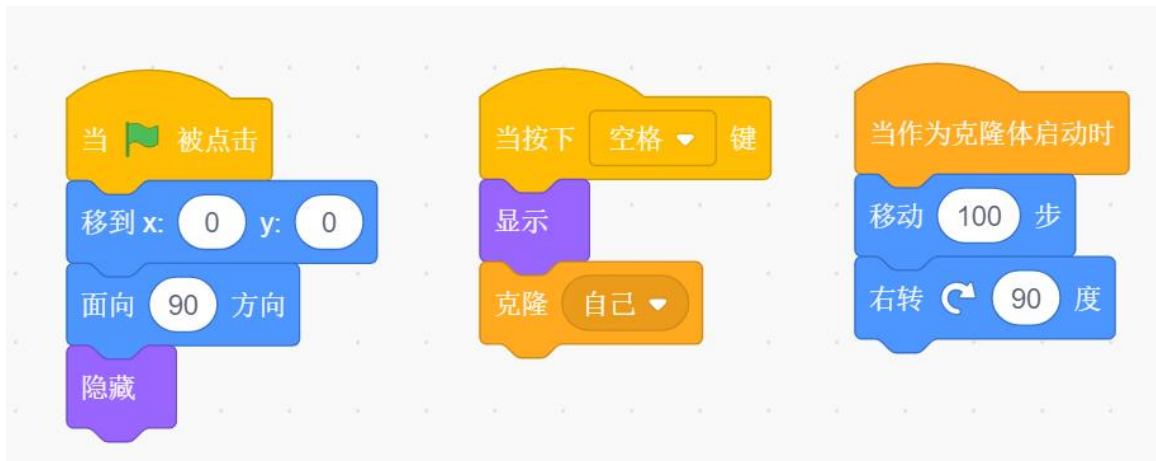 当 被点击
移到 x: 0 y: 0
面向 90 方向
隐藏
当按下 空格 键
显示
克隆 自己
当作为克隆体启动时
移动 100 步
右转 90 度